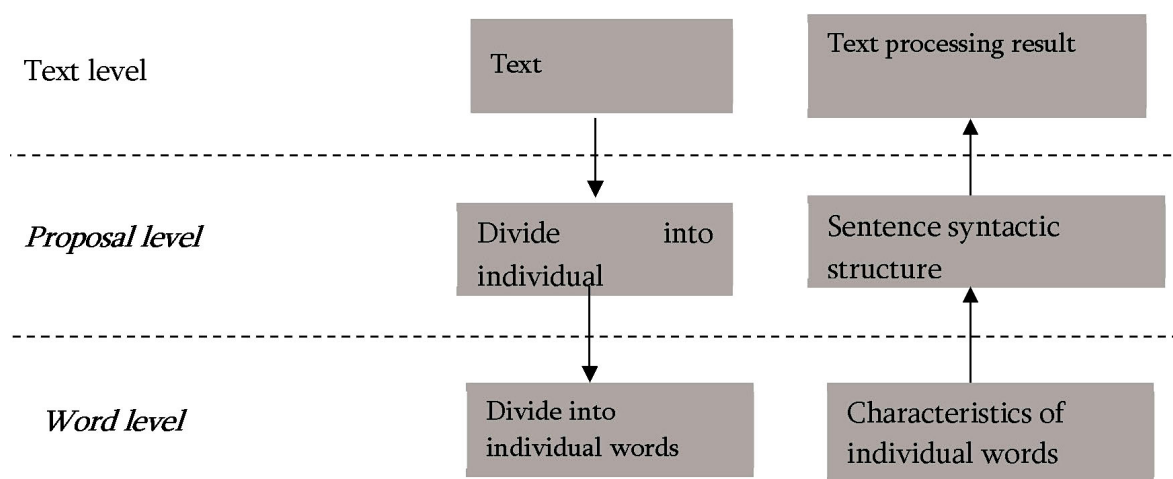 Text level
Text
Text processing result
Proposal level
Divide into
individual
Sentence syntactic
structure
Word level
Divide into
individual words
Characteristics of
individual words